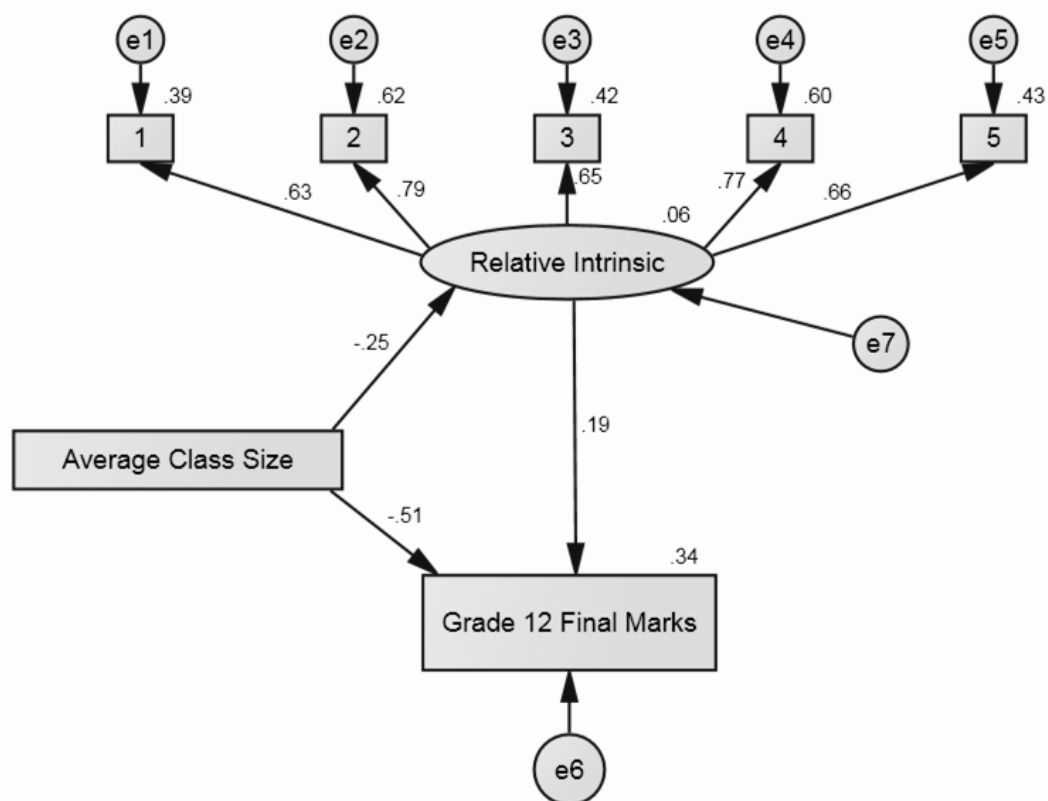 e1
e2
e3
e4
e5
.39
.62
.42
.60
.43
1
2
3
4
5
.63
.79
.65
.77
.66
.06
Relative Intrinsic
e7
-.25
.19
Average Class Size
-.51
.34
Grade 12 Final Marks
e6